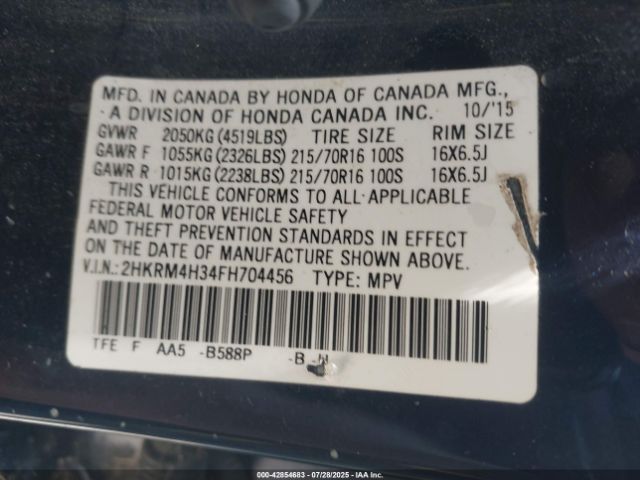 MFD. IN CANADA BY HONDA OF CANADA MFG.,
A DIVISION OF HONDA CANADA INC. 10/'15
GVWR 2050KG (4519LBS) TIRE SIZE RIM SIZE
GAWR F 1055KG (2326LBS) 215/70R16 100S 16X6.5J
GAWR R 1015KG (2238LBS) 215/70R16 100S 16X6.5J
THIS VEHICLE CONFORMS TO ALL APPLICABLE
FEDERAL MOTOR VEHICLE SAFETY
AND THEFT PREVENTION STANDARDS IN EFFECT
ON THE DATE OF MANUFACTURE SHOWN ABOVE.
V.I.N.: 2HKRM4H34FH704456 TYPE: MPV
TFE F AA5 -B588P -B N
000-42854683 07/28/2025 - IAA Inc.